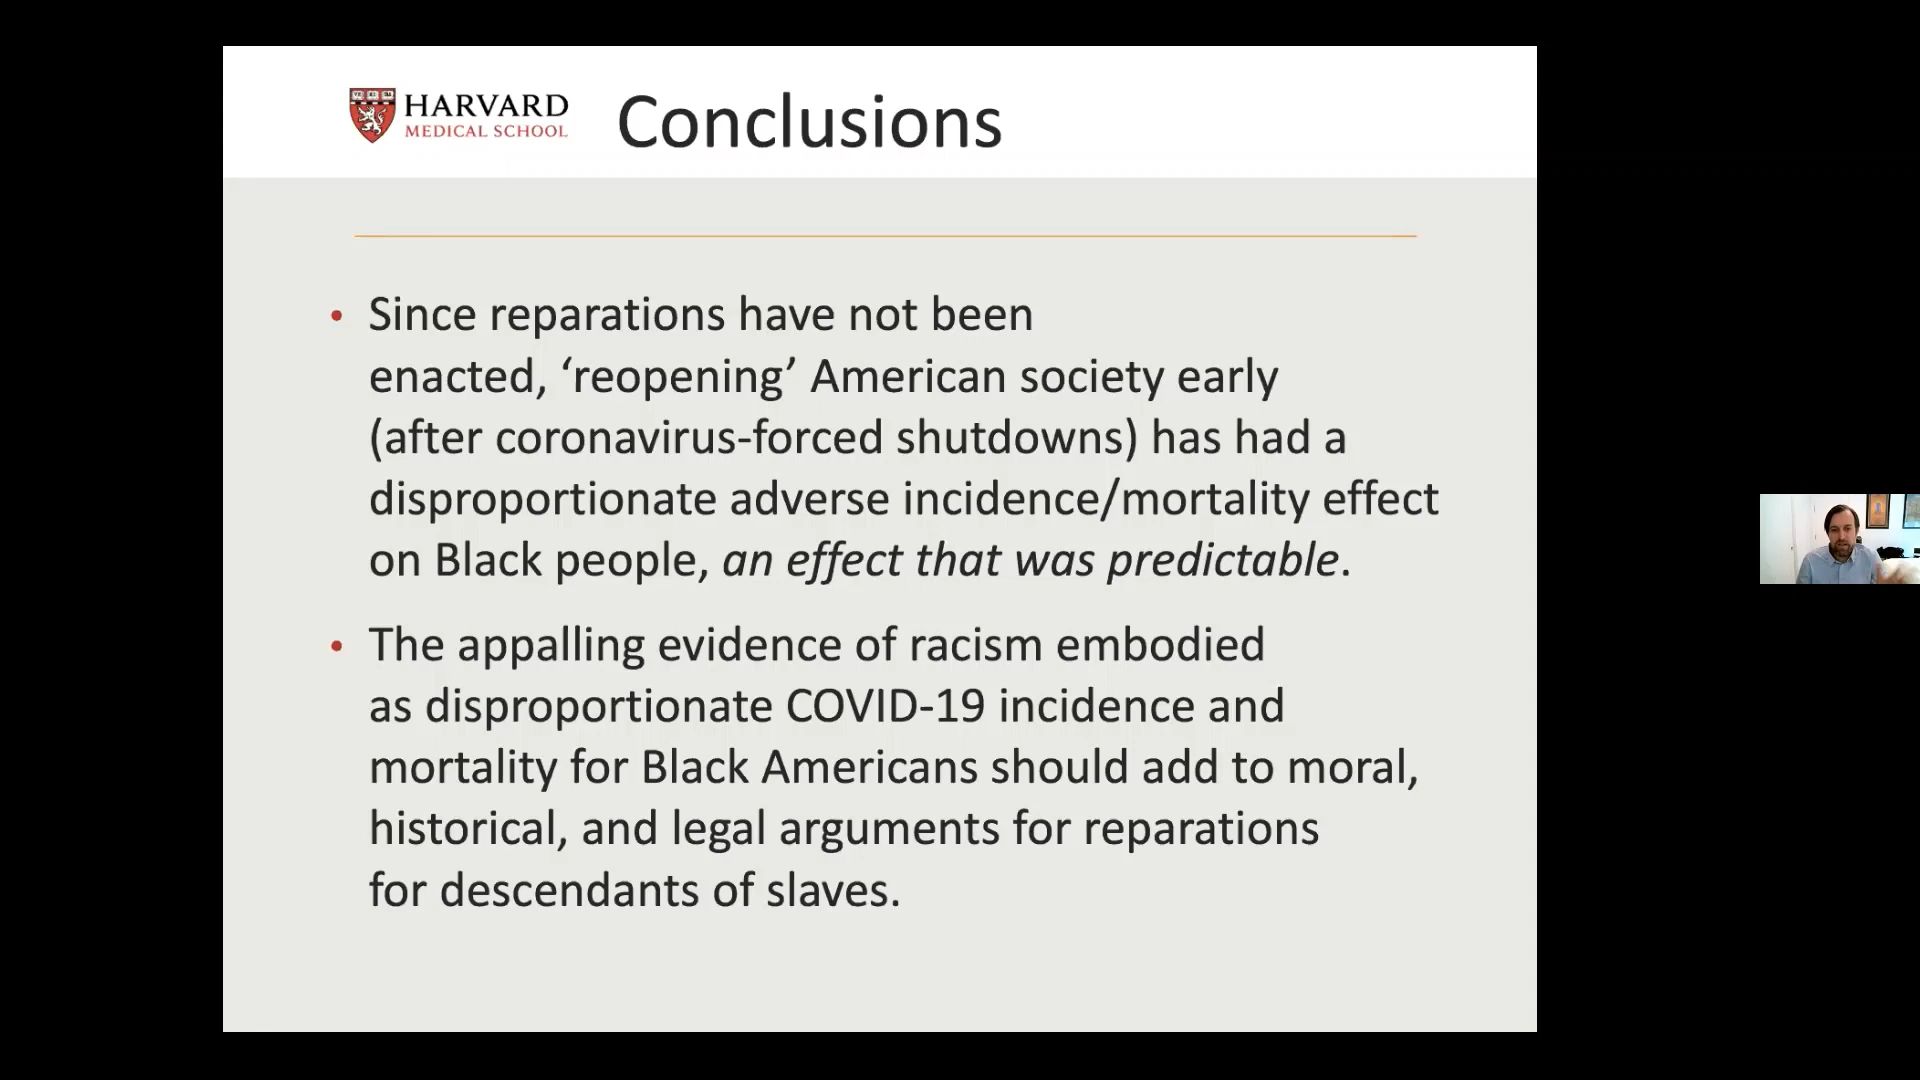 HARVARD
MEDICAL SCHOOL
Conclusions
• Since reparations have not been
enacted, ‘reopening’ American society early
(after coronavirus-forced shutdowns) has had a
disproportionate adverse incidence/mortality effect
on Black people, an effect that was predictable.
• The appalling evidence of racism embodied
as disproportionate COVID-19 incidence and
mortality for Black Americans should add to moral,
historical, and legal arguments for reparations
for descendants of slaves.